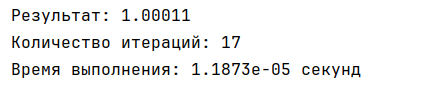 Результат: 1.00011
Количество итераций: 17
Время выполнения: 1.1873e-05 секунд